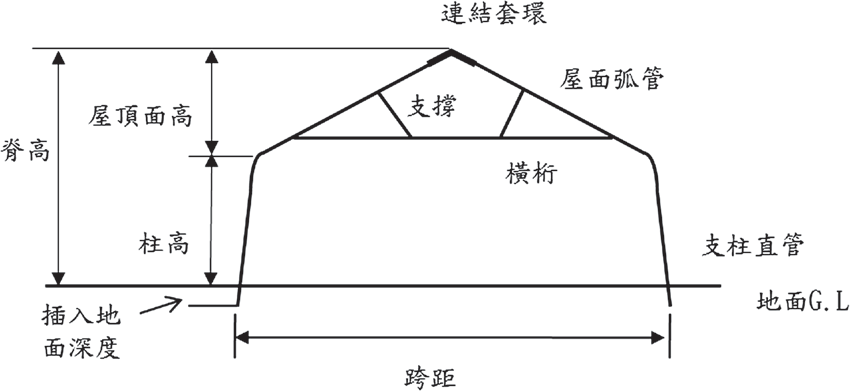 連結套環
屋面弧管
支撐
屋頂面高
脊高
橫桁
柱高
支柱直管
地面G.L
插入地
面深度
跨距